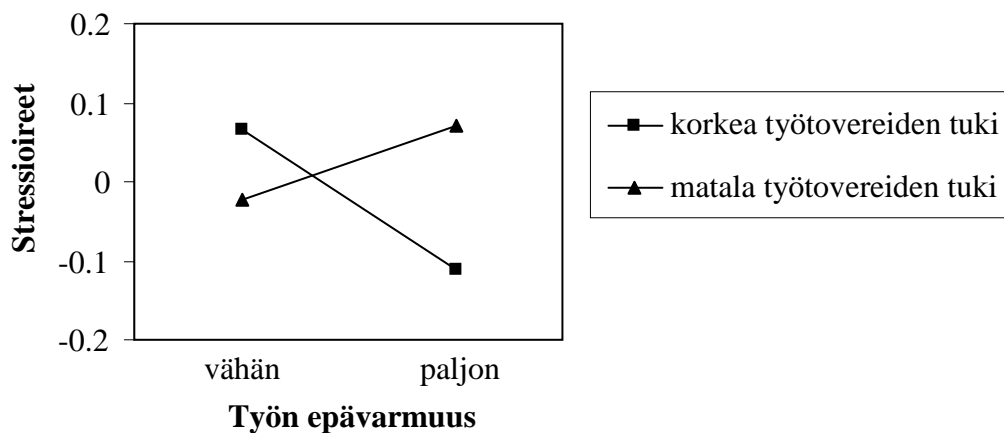 0.2
0.1
0
-0.1
-0.2
Stressioireet
vähän
paljon
Työn epävarmuus
korkea työtovereiden tuki
matala työtovereiden tuki